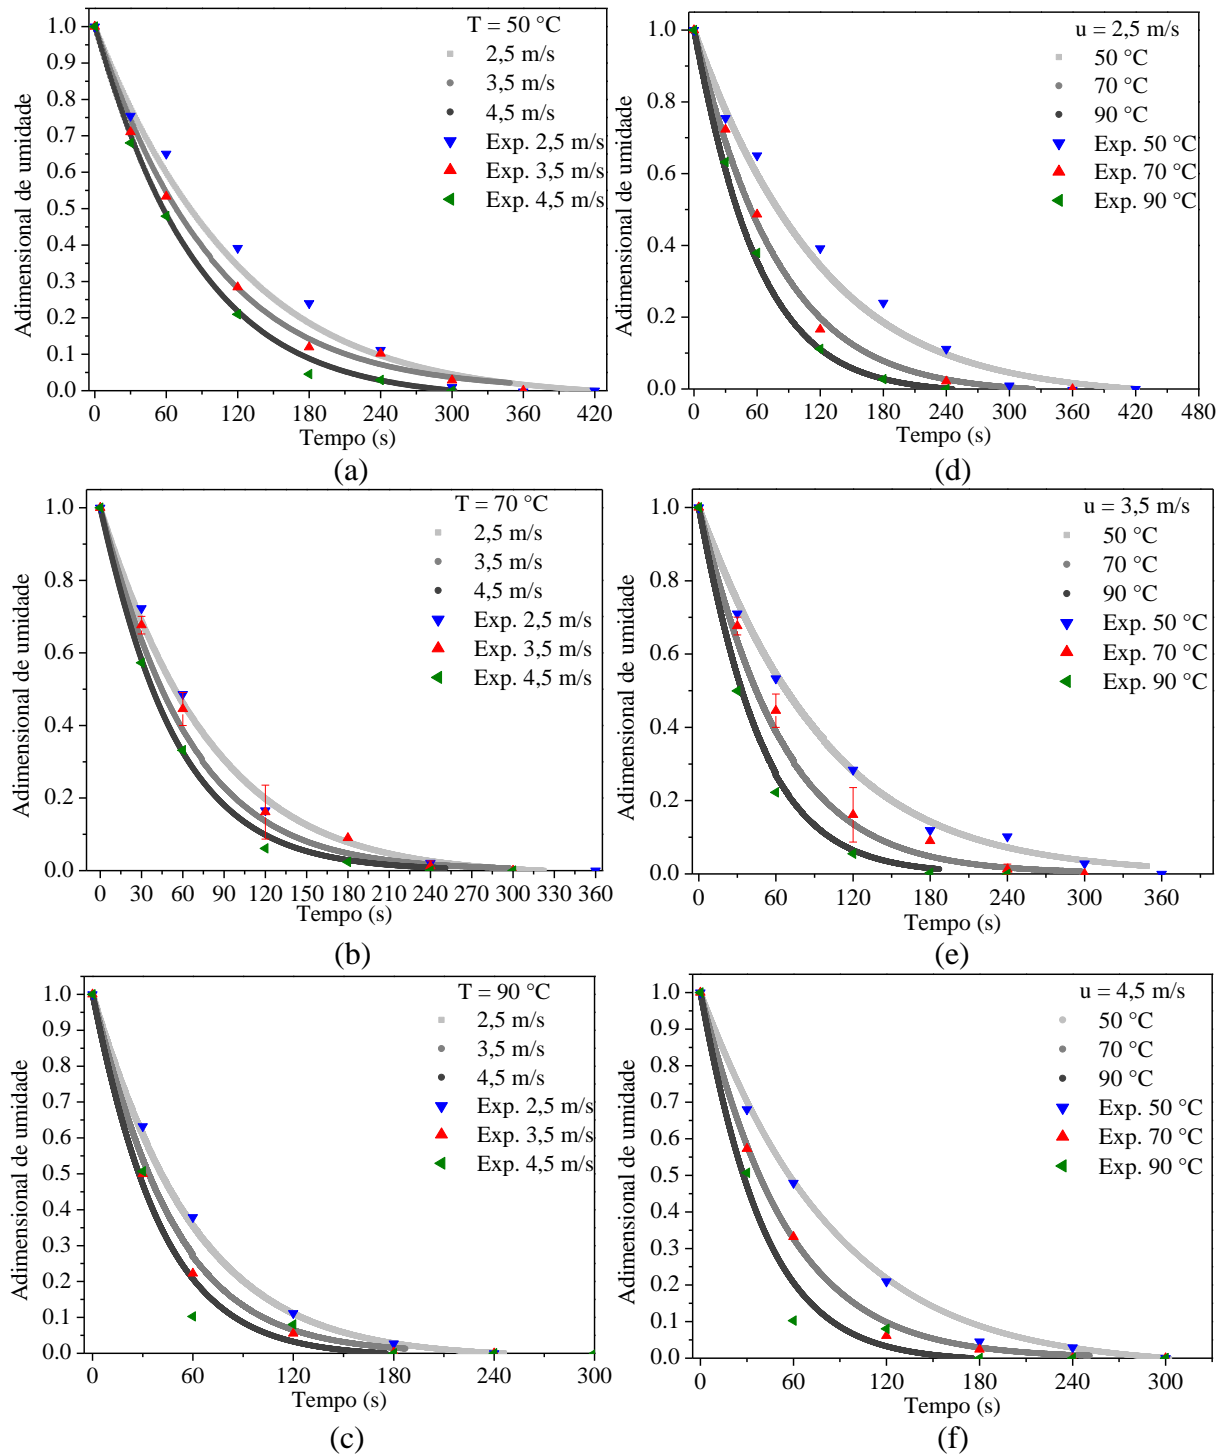 T = 50 °C
2,5 m/s
3,5 m/s
4,5 m/s
Exp. 2,5 m/s
Exp. 3,5 m/s
Exp. 4,5 m/s
1.0
0.9
0.8
0.7
0.6
0.5
0.4
0.3
0.2
0.1
0.0
Adimensional de umidade
0 60 120 180 240 300 360 420
Tempo (s)
(a)
u = 2,5 m/s
50 °C
70 °C
90 °C
Exp. 50 °C
Exp. 70 °C
Exp. 90 °C
1.0
0.8
0.6
0.4
0.2
0.0
Adimensional de umidade
0 60 120 180 240 300 360 420 480
Tempo (s)
(d)
T = 70 °C
2,5 m/s
3,5 m/s
4,5 m/s
Exp. 2,5 m/s
Exp. 3,5 m/s
Exp. 4,5 m/s
1.0
0.8
0.6
0.4
0.2
0.0
Adimensional de umidade
0 30 60 90 120 150 180 210 240 270 300 330 360
Tempo (s)
(b)
u = 3,5 m/s
50 °C
70 °C
90 °C
Exp. 50 °C
Exp. 70 °C
Exp. 90 °C
1.0
0.8
0.6
0.4
0.2
0.0
Adimensional de umidade
0 60 120 180 240 300 360
Tempo (s)
(e)
T = 90 °C
2,5 m/s
3,5 m/s
4,5 m/s
Exp. 2,5 m/s
Exp. 3,5 m/s
Exp. 4,5 m/s
1.0
0.9
0.8
0.7
0.6
0.5
0.4
0.3
0.2
0.1
0.0
Adimensional de umidade
0 60 120 180 240 300
Tempo (s)
(c)
u = 4,5 m/s
50 °C
70 °C
90 °C
Exp. 50 °C
Exp. 70 °C
Exp. 90 °C
1.0
0.9
0.8
0.7
0.6
0.5
0.4
0.3
0.2
0.1
0.0
Adimensional de umidade
0 60 120 180 240 300
Tempo (s)
(f)